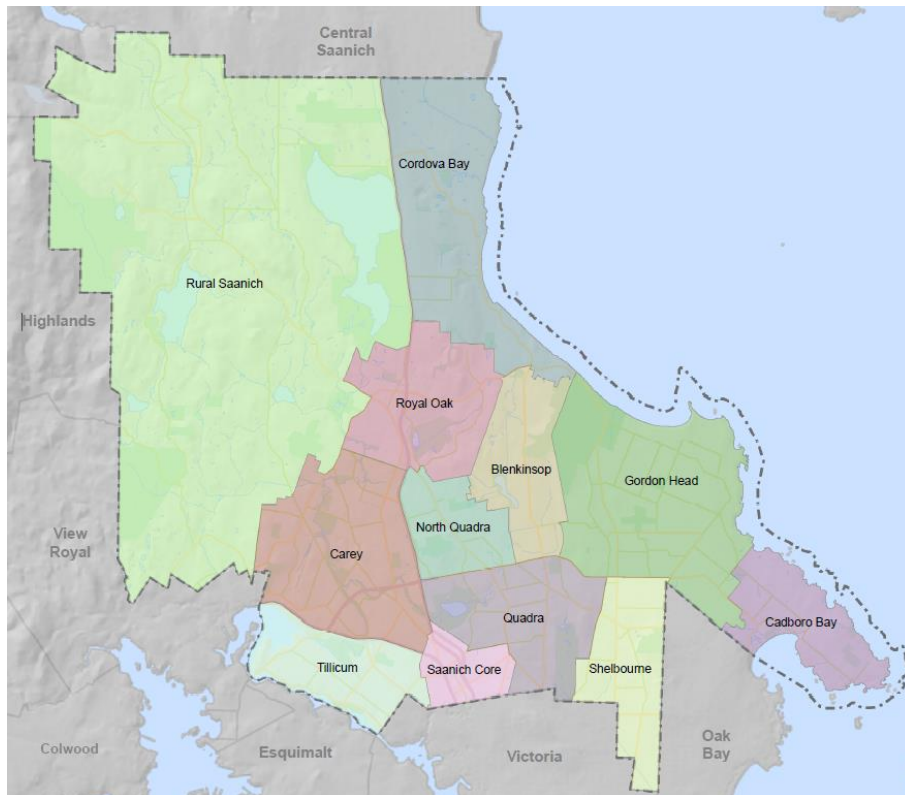 Central
Saanich
Cordova Bay
Rural Saanich
Highlands
Royal Oak
Blenkinsop
Gordon Head
North Quadra
View
Royal
Carey
Quadra
Cadboro Bay
Tillicum
Saanich Core
Shelbourne
Oak
Bay
Colwood
Esquimalt
Victoria